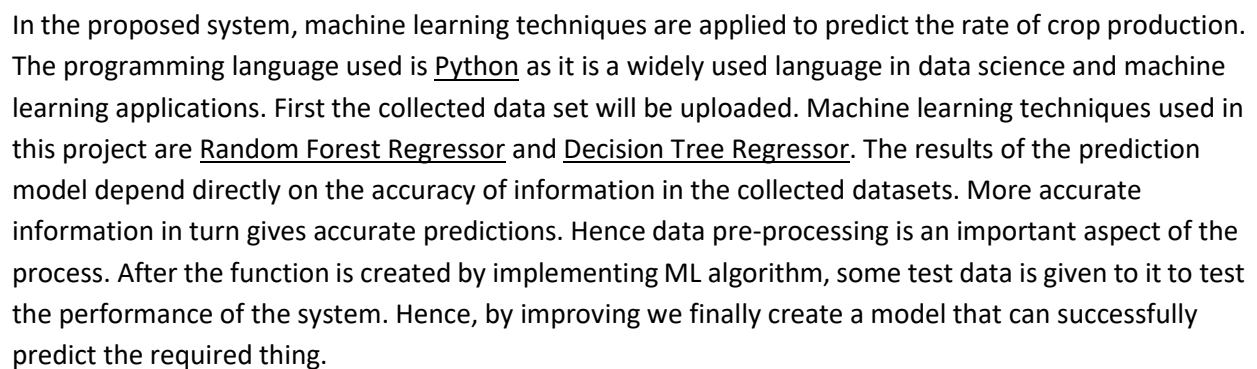 In the proposed system, machine learning techniques are applied to predict the rate of crop production.
The programming language used is Python as it is a widely used language in data science and machine
learning applications. First the collected data set will be uploaded. Machine learning techniques used in
this project are Random Forest Regressor and Decision Tree Regressor. The results of the prediction
model depend directly on the accuracy of information in the collected datasets. More accurate
information in turn gives accurate predictions. Hence data pre-processing is an important aspect of the
process. After the function is created by implementing ML algorithm, some test data is given to it to test
the performance of the system. Hence, by improving we finally create a model that can successfully
predict the required thing.